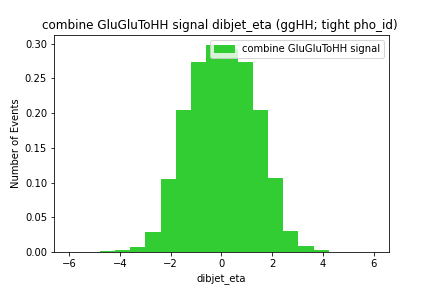 combine GluGluToHH signal dibjet_eta (ggHH; tight pho_id)
combine GluGluToHH signal
Number of Events
0.30
0.25
0.20
0.15
0.10
0.05
0.00
−6 −4 −2 0 2 4 6
dibjet_eta